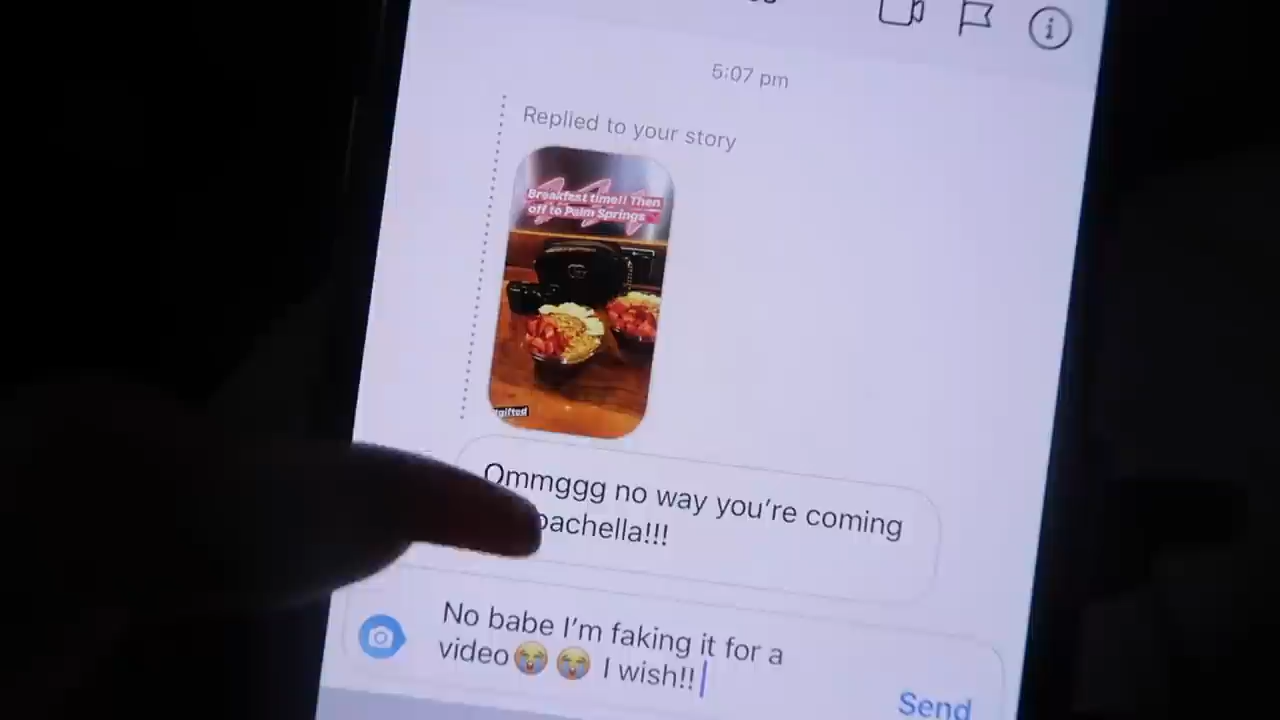 5:07 pm
Replied to your story
Breakfast time!! Then
off to Palm Springs
#gifted
Ommggg no way you're coming
pachella!!!
No babe I'm faking it for a
video😭😭 I wish!!
Send